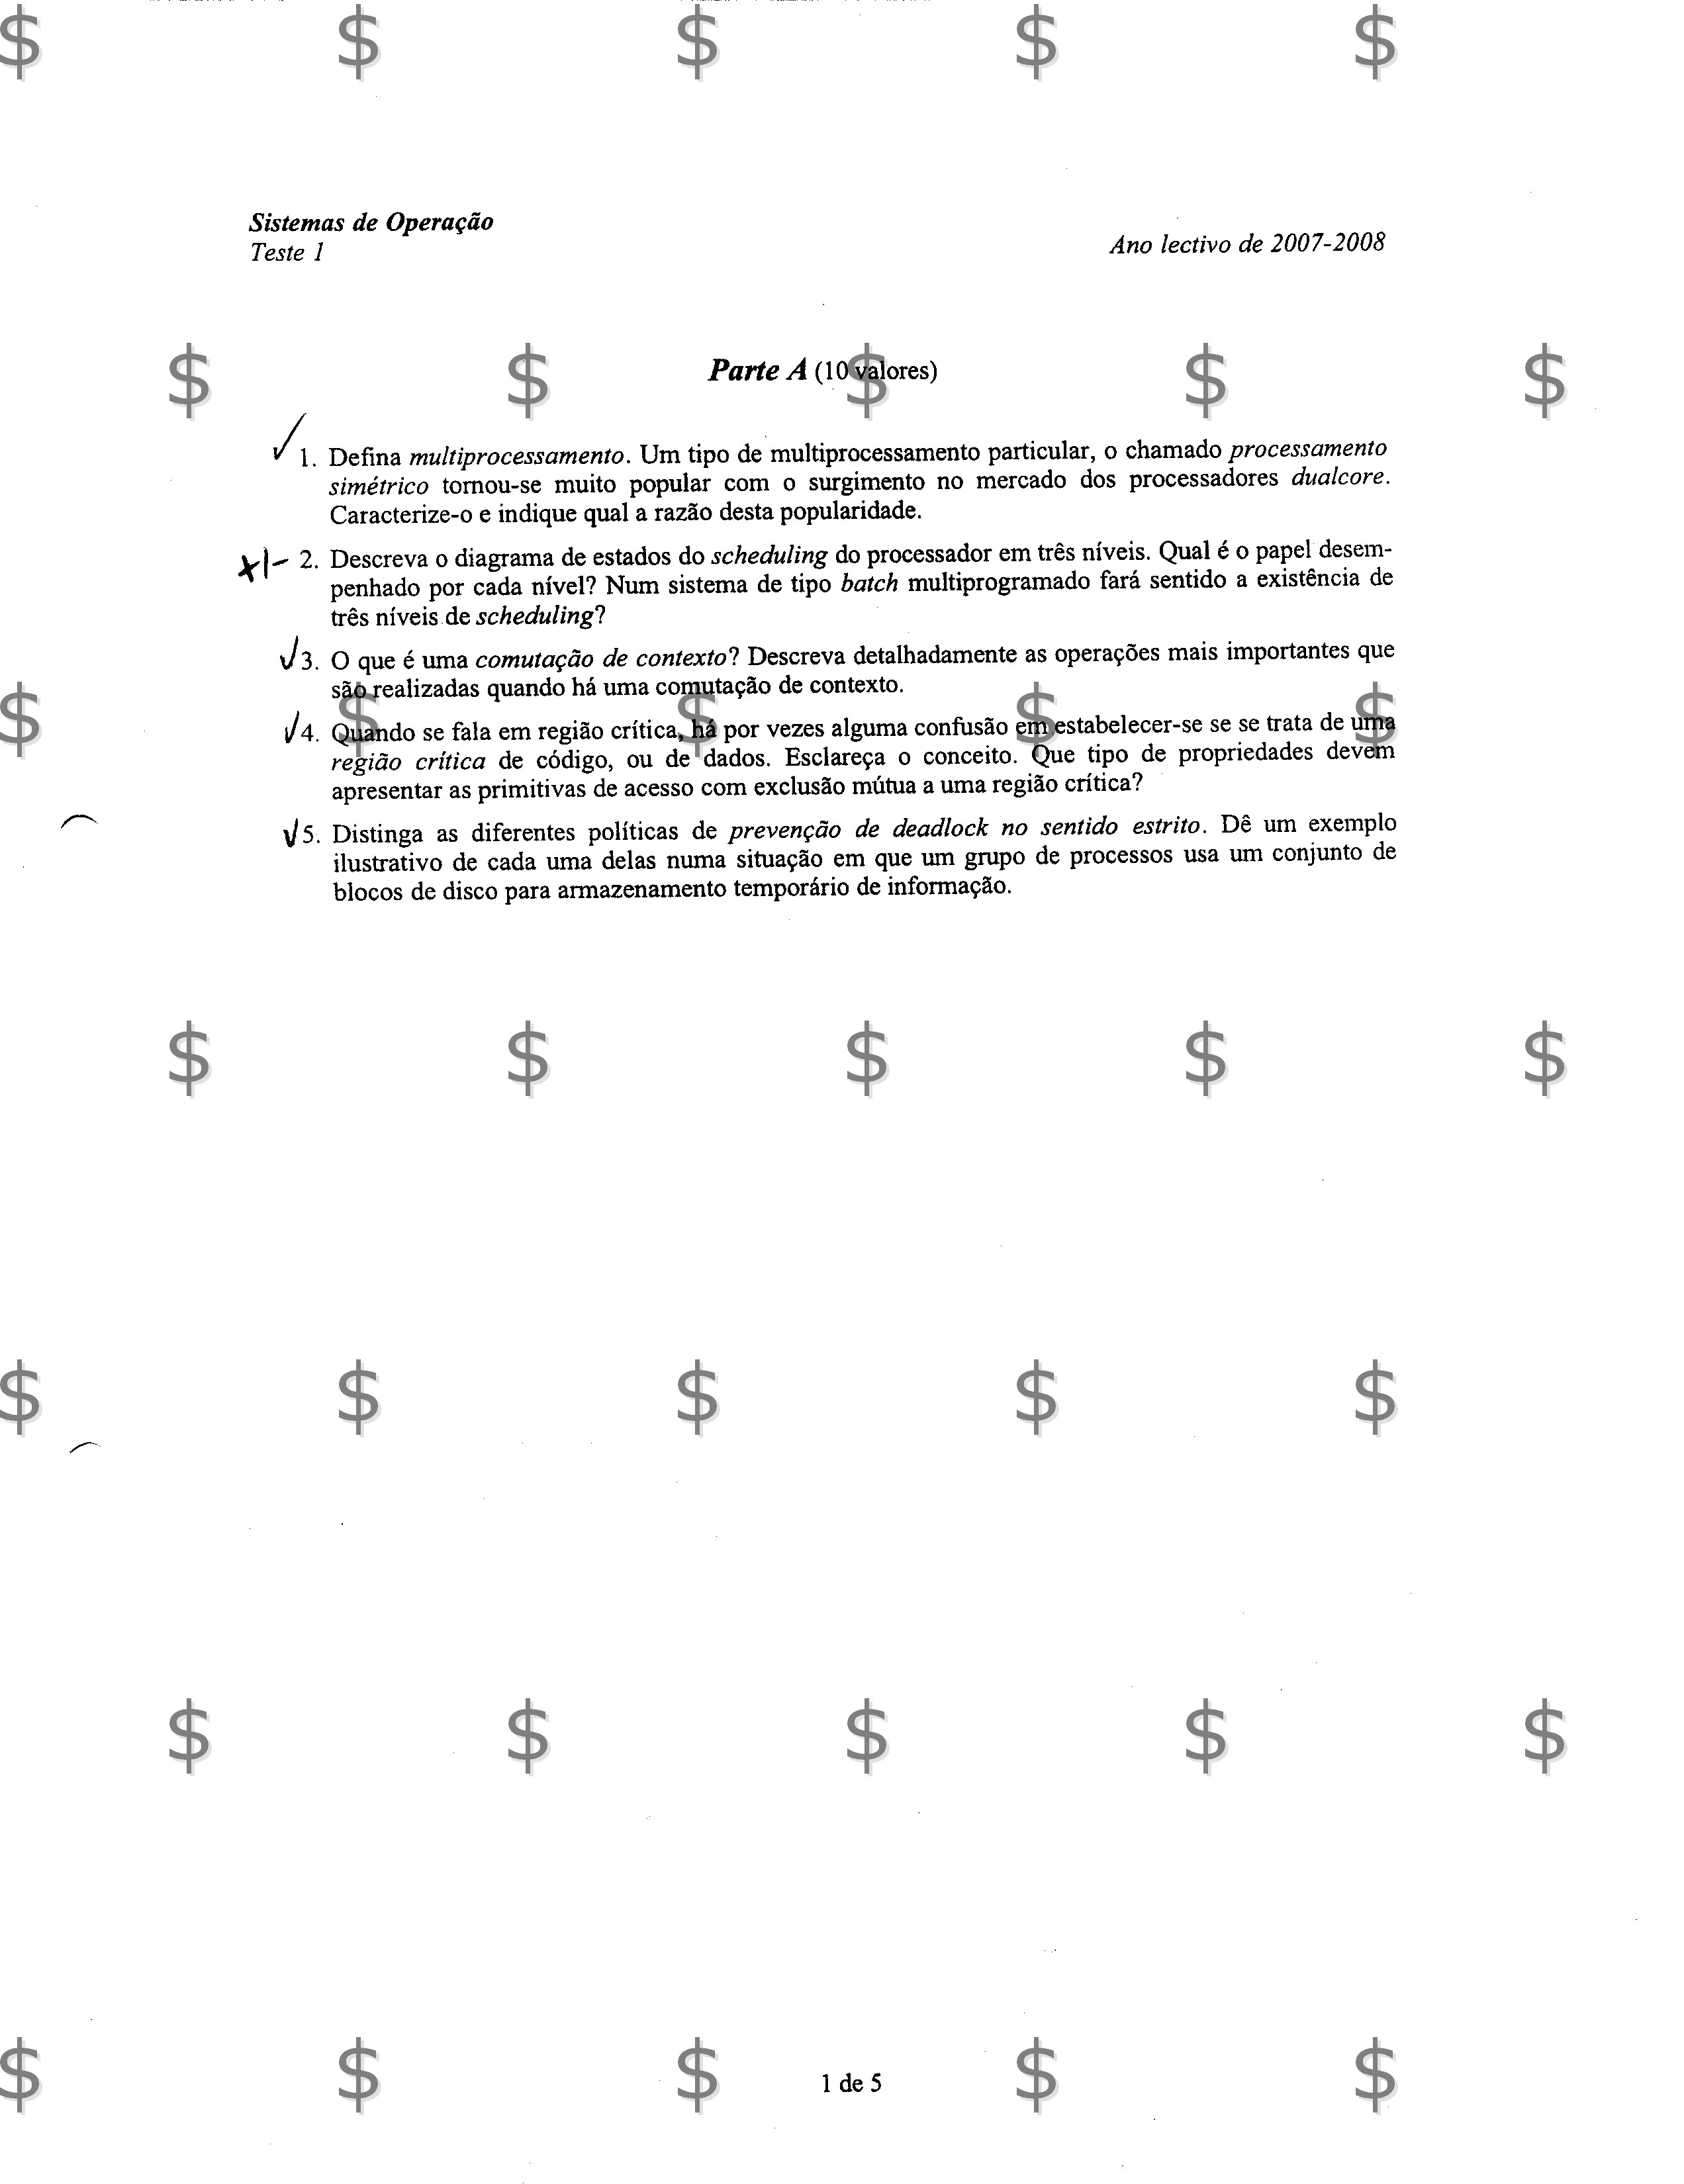 Sistemas de Operação
Teste 1
Ano lectivo de 2007-2008
Parte A (10 valores)
1. Defina multiprocessamento. Um tipo de multiprocessamento particular, o chamado processamento
simétrico tornou-se muito popular com o surgimento no mercado dos processadores dualcore.
Caracterize-o e indique qual a razão desta popularidade.
2. Descreva o diagrama de estados do scheduling do processador em três níveis. Qual é o papel desem-
penhado por cada nível? Num sistema de tipo batch multiprogramado fará sentido a existência de
três níveis de scheduling?
3. O que é uma comutação de contexto? Descreva detalhadamente as operações mais importantes que
são realizadas quando há uma comutação de contexto.
4. Quando se fala em região crítica, há por vezes alguma confusão em estabelecer-se se se trata de uma
região crítica de código, ou de dados. Esclareça o conceito. Que tipo de propriedades devem
apresentar as primitivas de acesso com exclusão mútua a uma região crítica?
5. Distinga as diferentes políticas de prevenção de deadlock no sentido estrito. Dê um exemplo
ilustrativo de cada uma delas numa situação em que um grupo de processos usa um conjunto de
blocos de disco para armazenamento temporário de informação.
1 de 5
$ $ $ $ $
$ $ $ $ $
$ $ $ $ $
$ $ $ $ $
$ $ $ $ $
$ $ $ $ $
$ $ $ $ $